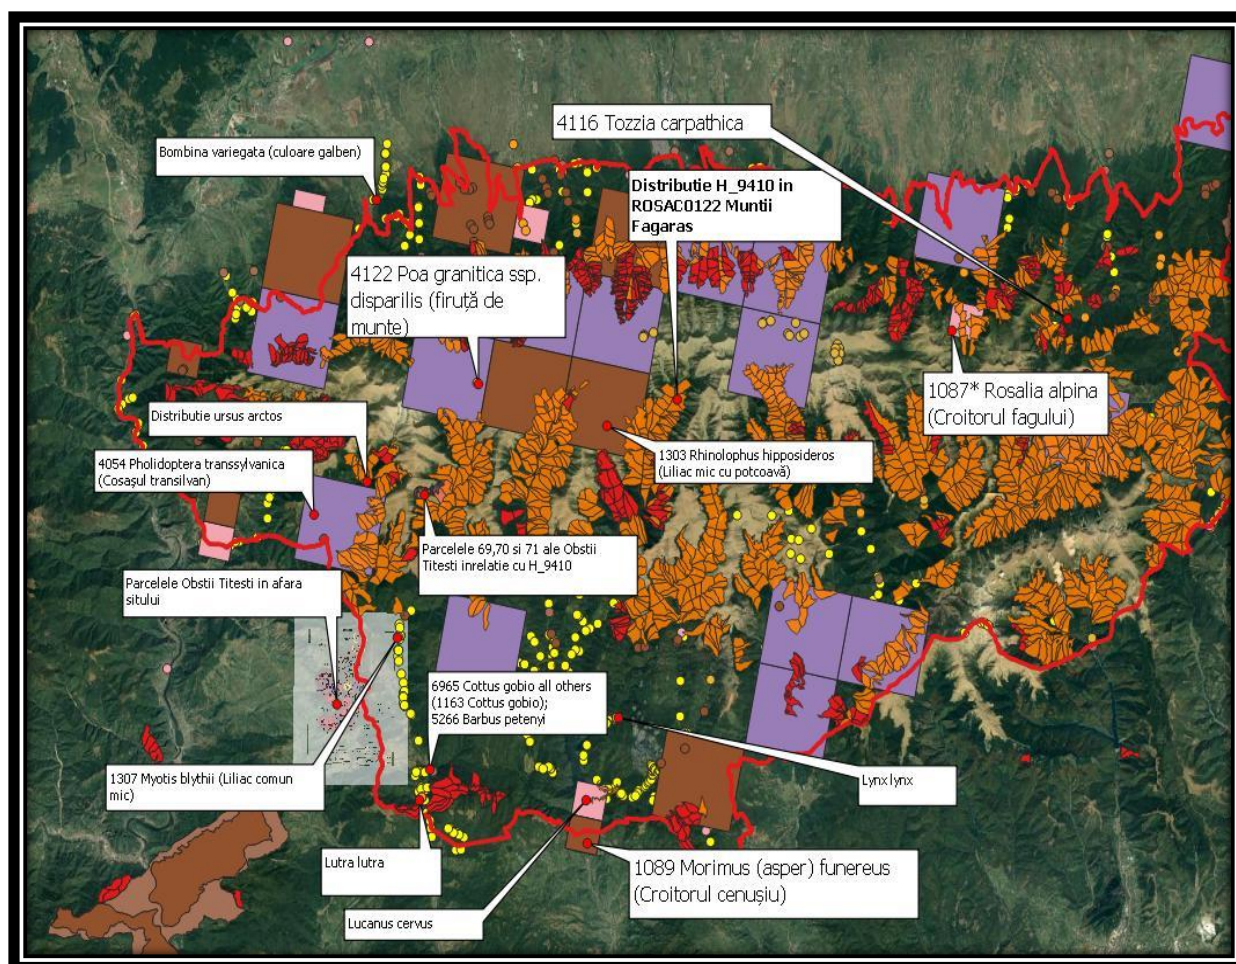 4116 Tozzia carpathica
Bombina variegata (culoare galben)
Distributie H_9410 in
ROSAC0122 Muntii
Fagaras
4122 Poa granitica ssp.
disparilis (firuță de
munte)
1087* Rosalia alpina
(Croitorul fagului)
Distributie ursus arctos
1303 Rhinolophus hipposideros
(Liliac mic cu potcoavă)
4054 Pholidoptera transsylvanica
(Cosașul transilvan)
Parcelele 69,70 si 71 ale Obstii
Titesti inrelatie cu H_9410
Parcelele Obstii Titesti in afara
sitului
6965 Cottus gobio all others
(1163 Cottus gobio);
5266 Barbus petenyi
1307 Myotis blythii (Liliac comun
mic)
Lynx lynx
Lutra lutra
1089 Morimus (asper) funereus
(Croitorul cenușiu)
Lucanus cervus